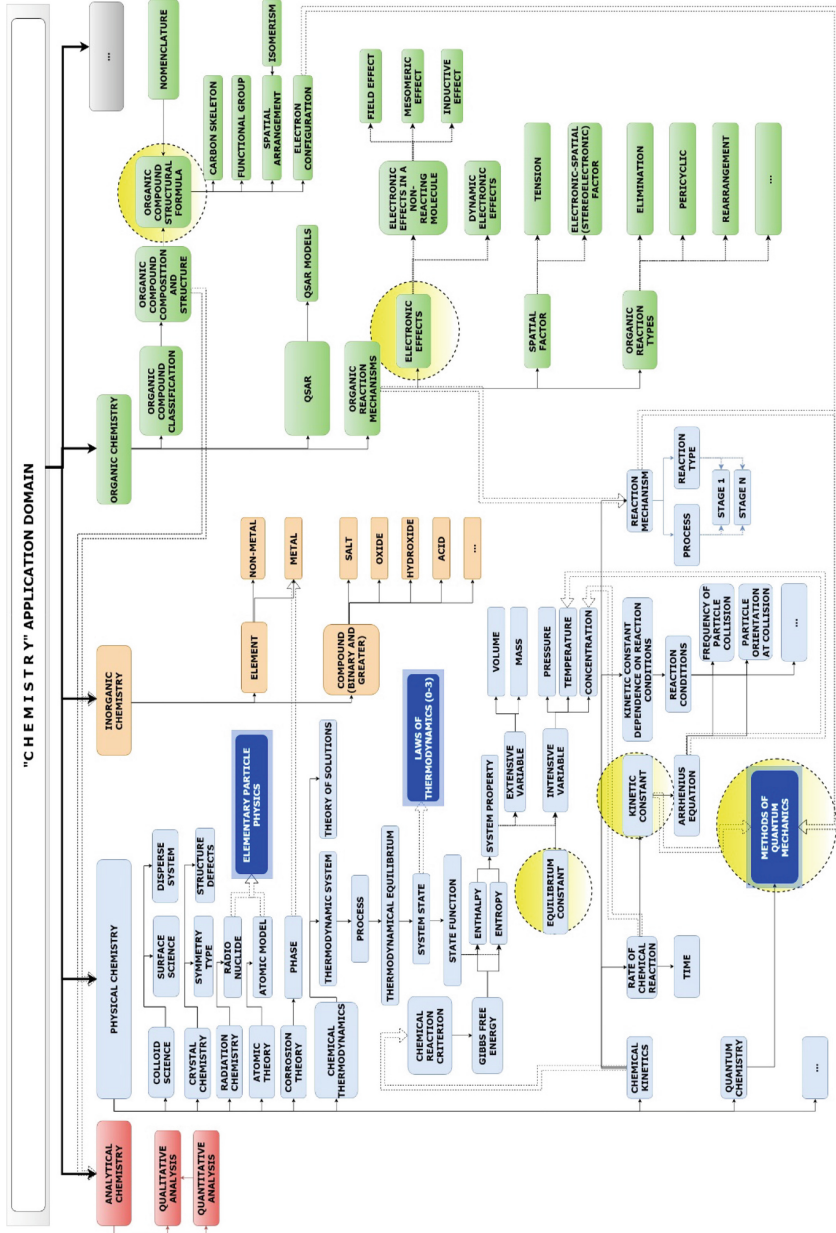 "C H E M I S T R Y" APPLICATION DOMAIN
ANALYTICAL
CHEMISTRY
QUALITATIVE
ANALYSIS
QUANTITATIVE
ANALYSIS
PHYSICAL CHEMISTRY
COLLOID
SCIENCE
SURFACE
SCIENCE
DISPERSE
SYSTEM
CRYSTAL
CHEMISTRY
SYMMETRY
TYPE
STRUCTURE
DEFECTS
RADIATION
CHEMISTRY
RADIO
NUCLIDE
ATOMIC
THEORY
ATOMIC MODEL
ELEMENTARY PARTICLE
PHYSICS
CORROSION
THEORY
PHASE
CHEMICAL
THERMODYNAMICS
THERMODYNAMIC SYSTEM
THEORY OF SOLUTIONS
PROCESS
THERMODYNAMICAL EQUILIBRIUM
SYSTEM STATE
LAWS OF
THERMODYNAMICS (0-3)
STATE FUNCTION
CHEMICAL
REACTION
CRITERION
GIBBS FREE
ENERGY
ENTHALPY
ENTROPY
SYSTEM PROPERTY
EXTENSIVE
VARIABLE
VOLUME
MASS
INTENSIVE
VARIABLE
PRESSURE
TEMPERATURE
CONCENTRATION
EQUILIBRIUM
CONSTANT
CHEMICAL
KINETICS
RATE OF
CHEMICAL
REACTION
TIME
KINETIC
CONSTANT
ARRHENIUS
EQUATION
KINETIC CONSTANT
DEPENDENCE ON REACTION
CONDITIONS
REACTION
CONDITIONS
FREQUENCY OF
PARTICLE
COLLISION
PARTICLE
ORIENTATION
AT COLLISION
...
REACTION
MECHANISM
PROCESS
REACTION
TYPE
STAGE 1
STAGE N
QUANTUM
CHEMISTRY
METHODS OF
QUANTUM
MECHANICS
...
INORGANIC
CHEMISTRY
ELEMENT
NON-METAL
METAL
COMPOUND
(BINARY AND
GREATER)
SALT
OXIDE
HYDROXIDE
ACID
...
ORGANIC CHEMISTRY
ORGANIC
COMPOUND
CLASSIFICATION
ORGANIC
COMPOUND
COMPOSITION
AND
STRUCTURE
ORGANIC
COMPOUND
STRUCTURAL
FORMULA
NOMENCLATURE
CARBON SKELETON
FUNCTIONAL GROUP
SPATIAL
ARRANGEMENT
ISOMERISM
ELECTRON
CONFIGURATION
QSAR
QSAR MODELS
ORGANIC
REACTION
MECHANISMS
ELECTRONIC
EFFECTS
ELECTRONIC
EFFECTS IN A
NON-
REACTING
MOLECULE
FIELD EFFECT
MESOMERIC
EFFECT
INDUCTIVE
EFFECT
DYNAMIC
ELECTRONIC
EFFECTS
SPATIAL
FACTOR
TENSION
ELECTRONIC-SPATIAL
(STEREOELECTRONIC)
FACTOR
ORGANIC
REACTION
TYPES
ELIMINATION
PERICYCLIC
REARRANGEMENT
...
...